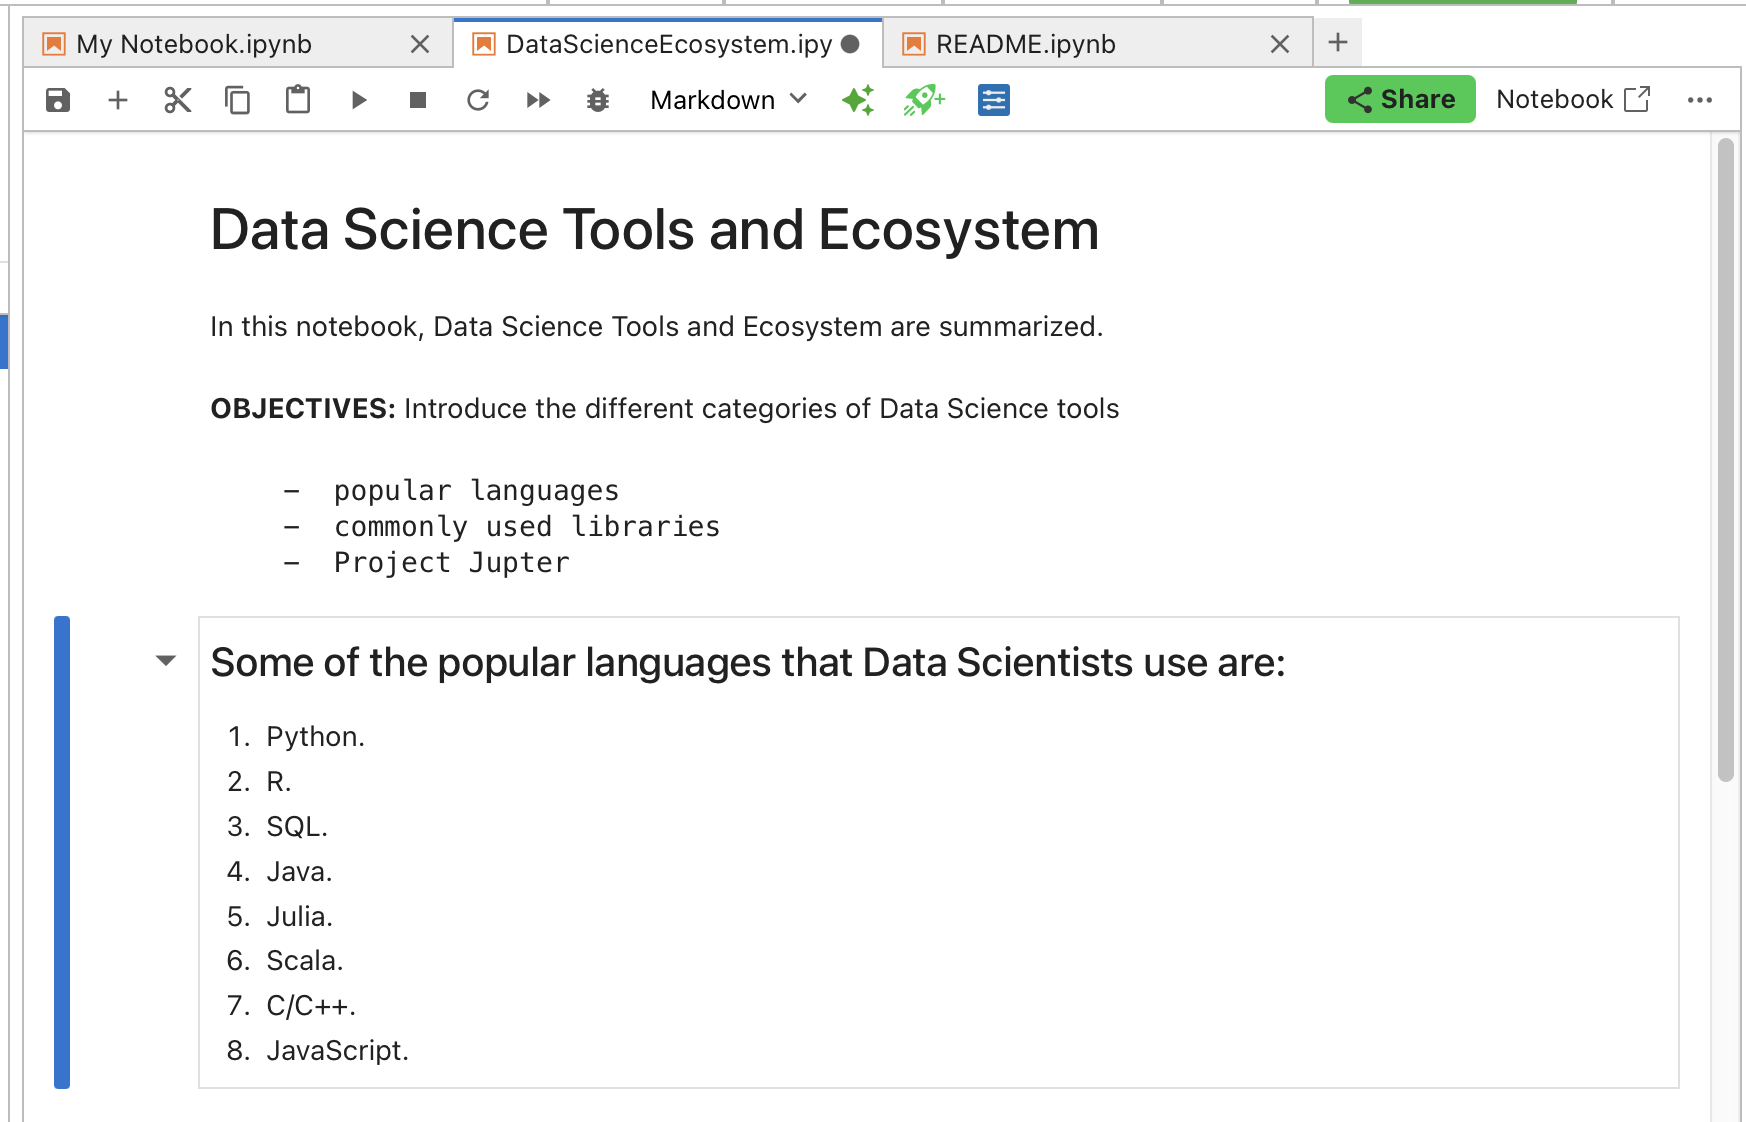 My Notebook.ipynb
DataScienceEcosystem.ipy
README.ipynb
Markdown
Share
Notebook
Data Science Tools and Ecosystem
In this notebook, Data Science Tools and Ecosystem are summarized.
OBJECTIVES: Introduce the different categories of Data Science tools
– popular languages
– commonly used libraries
– Project Jupter
Some of the popular languages that Data Scientists use are:
1. Python.
2. R.
3. SQL.
4. Java.
5. Julia.
6. Scala.
7. C/C++.
8. JavaScript.